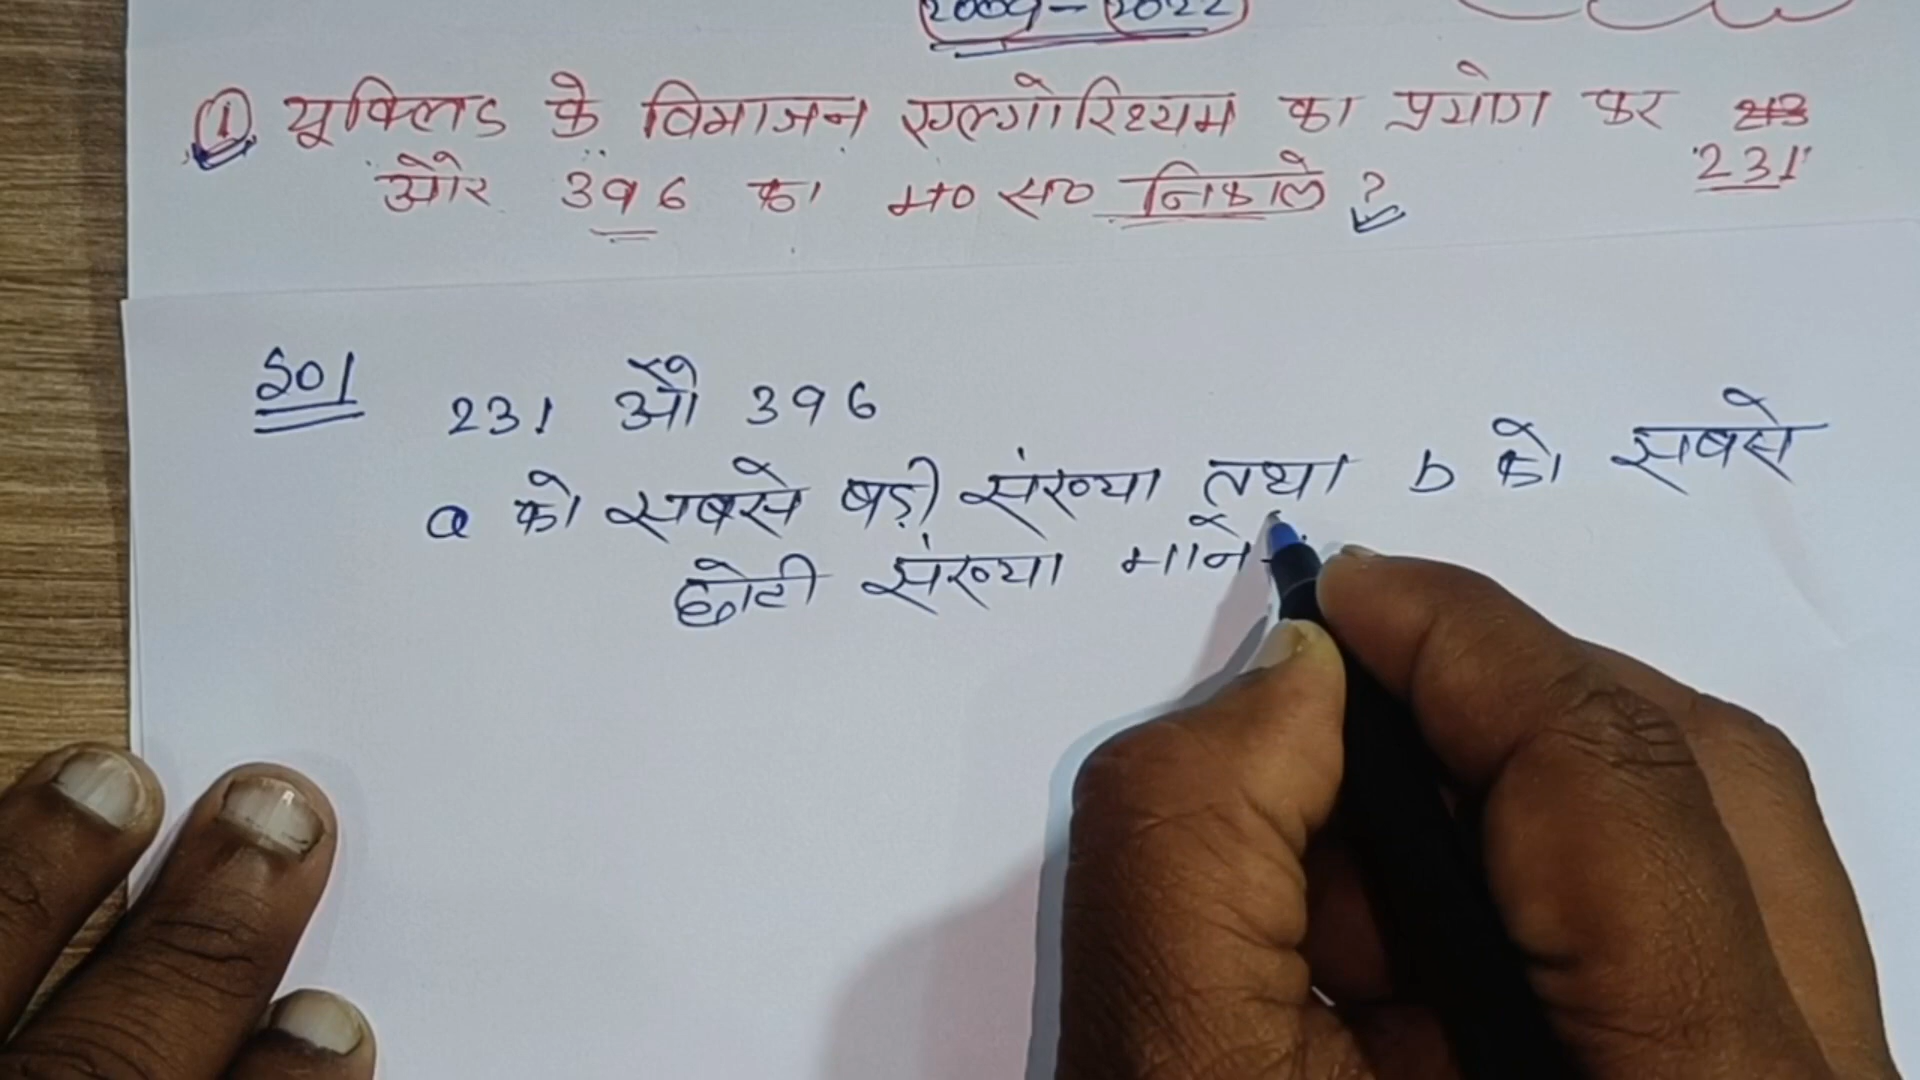 2009-2022
① यूक्लिड के विभाजन एल्गोरिथ्यम का प्रयोग कर 231
और 396 का म० स० निकाले ?
Sol 231 औ र 396
a को सबसे बड़ी संख्या तथा b को सबसे
छोटी संख्या माने